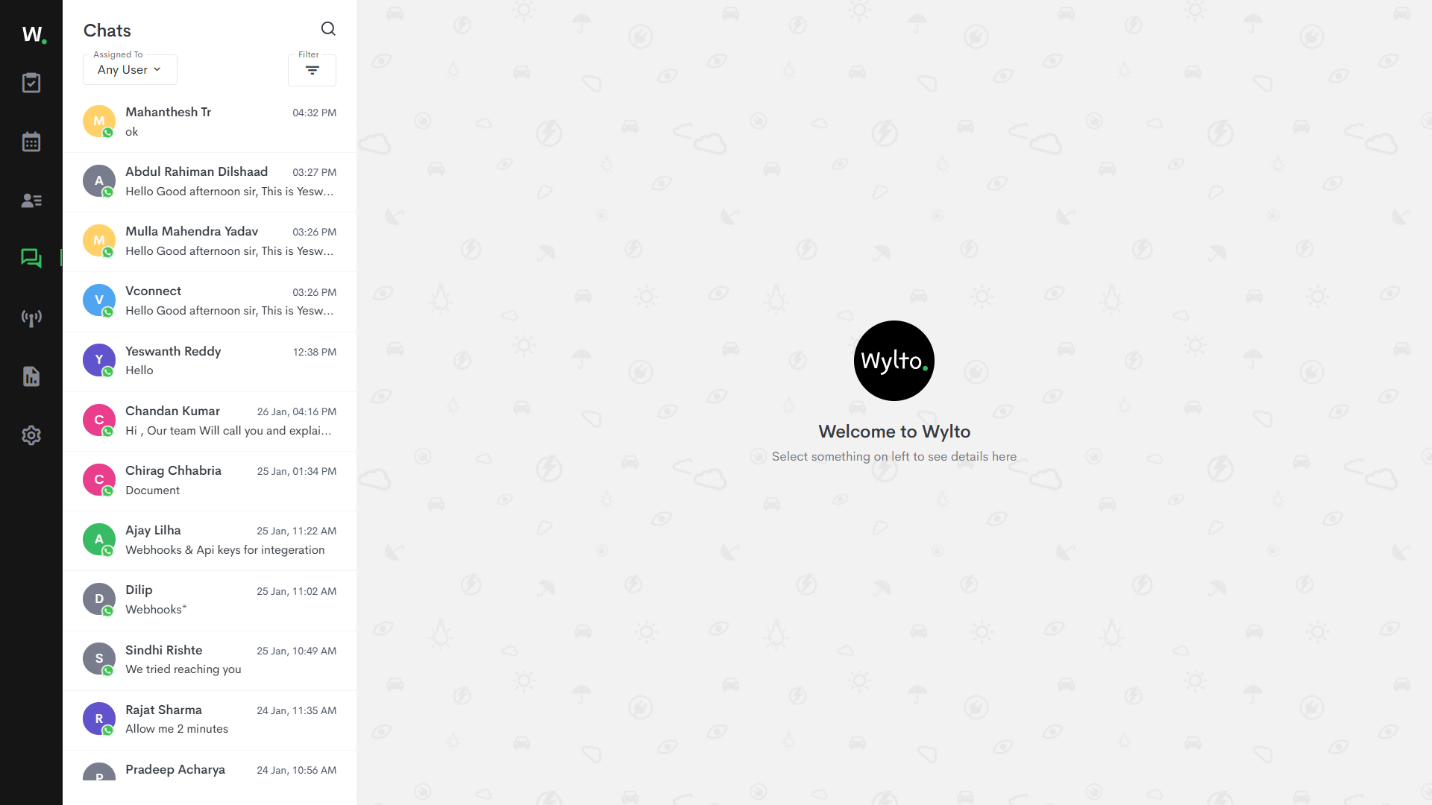 W.
Chats
Assigned To
Any User
Filter
M
Mahanthesh Tr
04:32 PM
ok
A
Abdul Rahiman Dilshaad
03:27 PM
Hello Good afternoon sir, This is Yesw...
M
Mulla Mahendra Yadav
03:26 PM
Hello Good afternoon sir, This is Yesw...
V
Vconnect
03:26 PM
Hello Good afternoon sir, This is Yesw...
Y
Yeswanth Reddy
12:38 PM
Hello
C
Chandan Kumar
26 Jan, 04:16 PM
Hi , Our team Will call you and explai...
C
Chirag Chhabria
25 Jan, 01:34 PM
Document
A
Ajay Lilha
25 Jan, 11:22 AM
Webhooks & Api keys for integeration
D
Dilip
25 Jan, 11:02 AM
Webhooks*
S
Sindhi Rishte
25 Jan, 10:49 AM
We tried reaching you
R
Rajat Sharma
24 Jan, 11:35 AM
Allow me 2 minutes
P
Pradeep Acharya
24 Jan, 10:56 AM
Wylto.
Welcome to Wylto
Select something on left to see details here